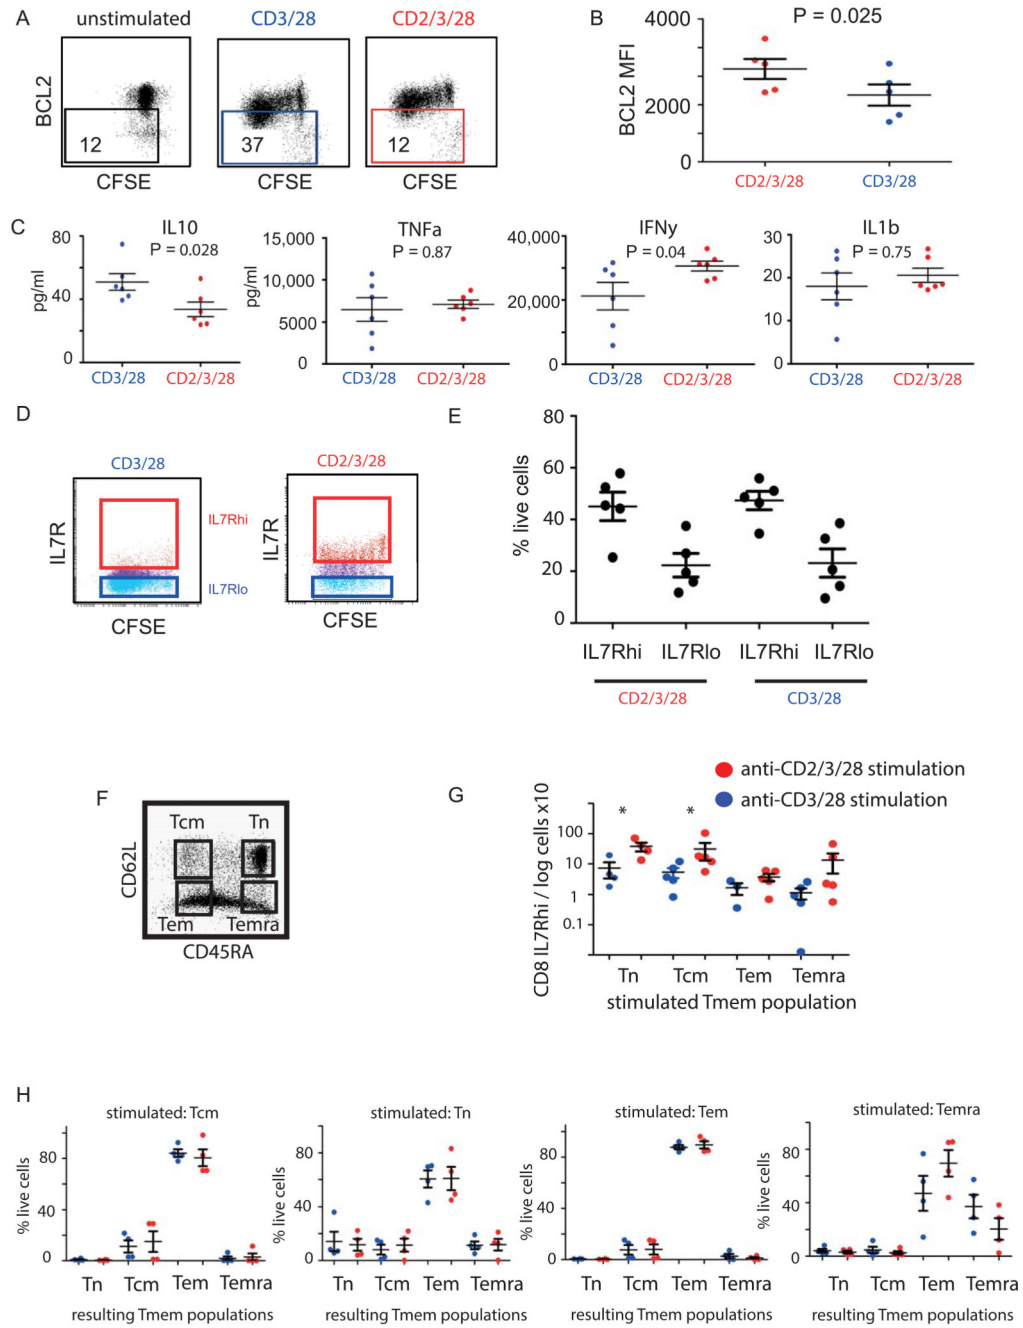 A
unstimulated CD3/28 CD2/3/28
BCL2
12 37 12
CFSE CFSE CFSE
B
P = 0.025
BCL2 MFI
4000
2000
0
CD2/3/28 CD3/28
C
IL10
P = 0.028
pg/ml
80
40
0
CD3/28 CD2/3/28
TNFa
P = 0.87
pg/ml
15,000
10,000
5000
0
CD3/28 CD2/3/28
IFNy
P = 0.04
40,000
20,000
0
CD3/28 CD2/3/28
IL1b
P = 0.75
30
20
10
0
CD3/28 CD2/3/28
D
CD3/28
IL7R
IL7Rhi
IL7Rlo
CFSE
CD2/3/28
IL7R
CFSE
E
% live cells
80
60
40
20
0
IL7Rhi IL7Rlo IL7Rhi IL7Rlo
CD2/3/28 CD3/28
F
Tcm Tn
CD62L
Tem Temra
CD45RA
G
anti-CD2/3/28 stimulation
anti-CD3/28 stimulation
CD8 IL7Rhi / log cells x10
100
10
1
0.1
* *
Tn Tcm Tem Temra
stimulated Tmem population
H
stimulated: Tcm
% live cells
80
40
0
Tn Tcm Tem Temra
resulting Tmem populations
stimulated: Tn
% live cells
80
40
0
Tn Tcm Tem Temra
resulting Tmem populations
stimulated: Tem
% live cells
80
40
0
Tn Tcm Tem Temra
resulting Tmem populations
stimulated: Temra
% live cells
80
40
0
Tn Tcm Tem Temra
resulting Tmem populations